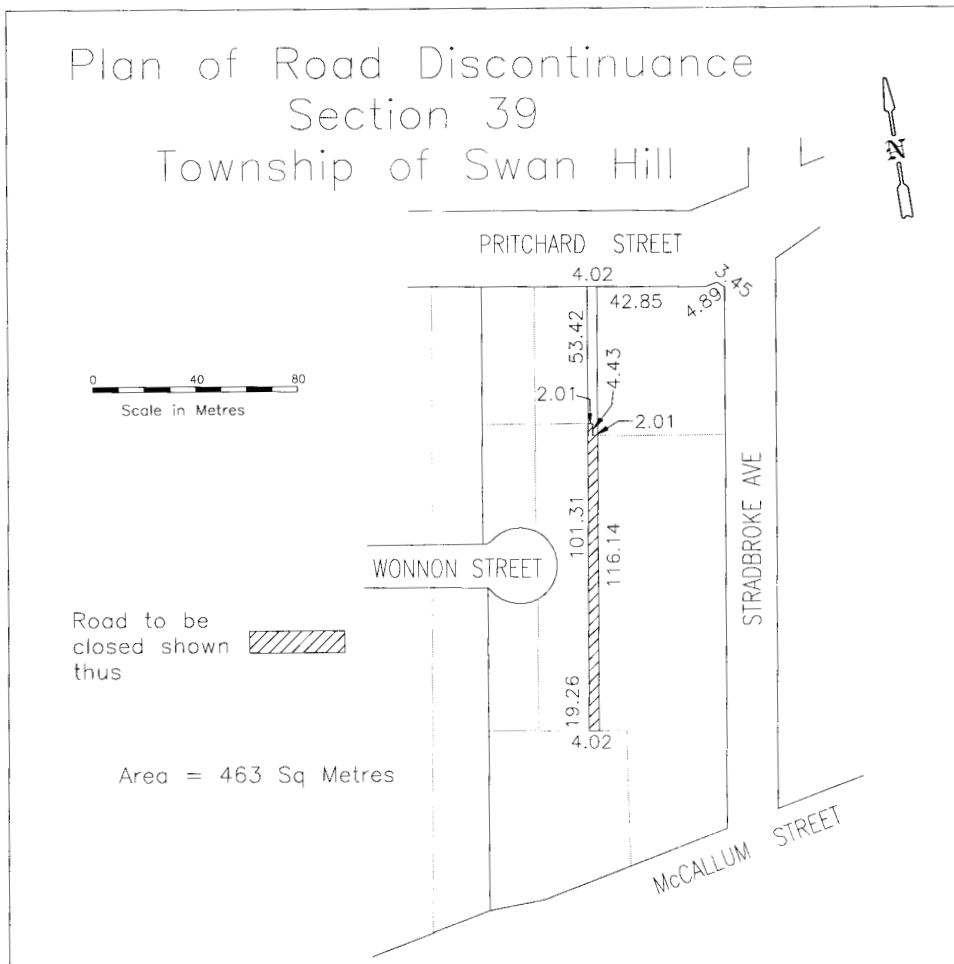 Plan of Road Discontinuance
Section 39
Township of Swan Hill
N
PRITCHARD STREET
4.02
3.45
42.85
4.89
53.42
4.43
0 40 80
Scale in Metres
2.01
2.01
STRADBROKE AVE
101.31
116.14
WONNON STREET
Road to be
closed shown
thus
19.26
4.02
Area = 463 Sq Metres
McCALLUM STREET